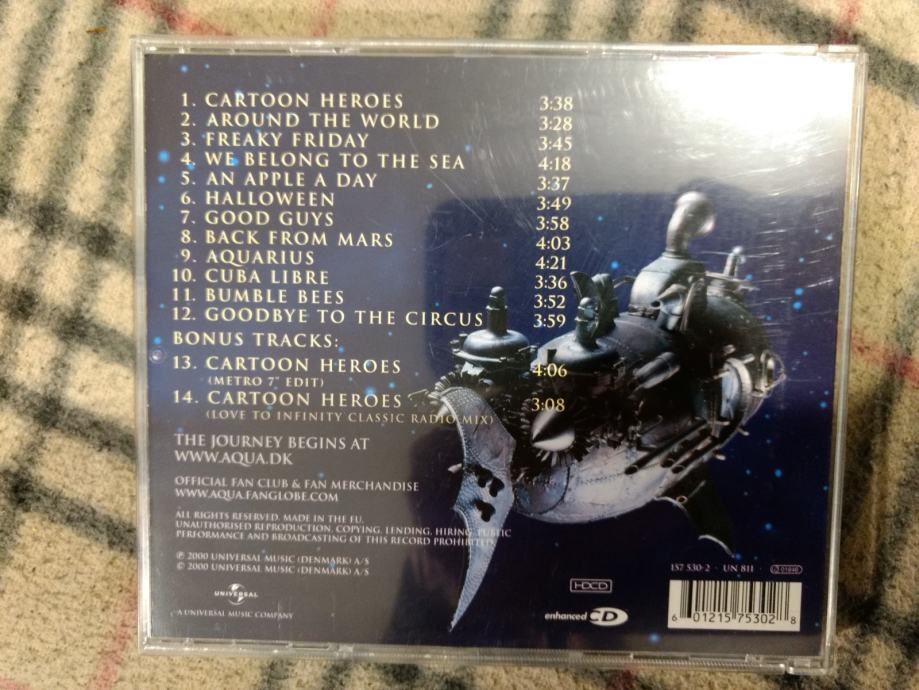 1. CARTOON HEROES 3:38
2. AROUND THE WORLD 3:28
3. FREAKY FRIDAY 3:45
4. WE BELONG TO THE SEA 4:18
5. AN APPLE A DAY 3:37
6. HALLOWEEN 3:49
7. GOOD GUYS 3:58
8. BACK FROM MARS 4:03
9. AQUARIUS 4:21
10. CUBA LIBRE 3:36
11. BUMBLE BEES 3:52
12. GOODBYE TO THE CIRCUS 3:59
BONUS TRACKS:
13. CARTOON HEROES 4:06
(METRO 7" EDIT)
14. CARTOON HEROES 3:08
(LOVE TO INFINITY CLASSIC RADIO MIX)
THE JOURNEY BEGINS AT
WWW.AQUA.DK
OFFICIAL FAN CLUB & FAN MERCHANDISE
WWW.AQUA.FANGLOBE.COM
ALL RIGHTS RESERVED. MADE IN THE EU.
UNAUTHORISED REPRODUCTION, COPYING, LENDING, HIRING, PUBLIC
PERFORMANCE AND BROADCASTING OF THIS RECORD PROHIBITED.
℗ 2000 UNIVERSAL MUSIC (DENMARK) A/S
© 2000 UNIVERSAL MUSIC (DENMARK) A/S
UNIVERSAL
A UNIVERSAL MUSIC COMPANY
HDCD
enhanced CD
157 530-2 · UN 811 ·
6 01215 75302 8